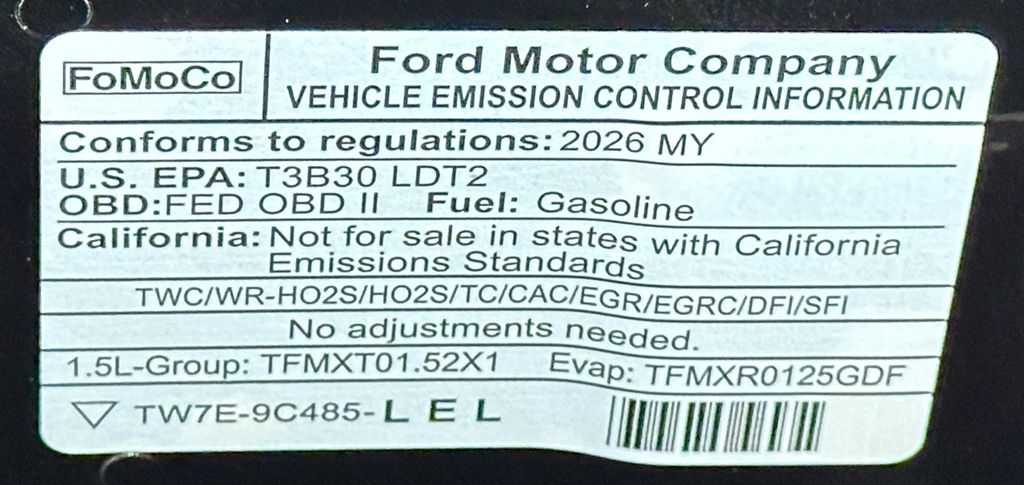 FoMoCo
Ford Motor Company
VEHICLE EMISSION CONTROL INFORMATION
Conforms to regulations: 2026 MY
U.S. EPA: T3B30 LDT2
OBD:FED OBD II Fuel: Gasoline
California: Not for sale in states with California
Emissions Standards
TWC/WR-HO2S/HO2S/TC/CAC/EGR/EGRC/DFI/SFI
No adjustments needed.
1.5L-Group: TFMXT01.52X1 Evap: TFMXR0125GDF
TW7E-9C485-L E L